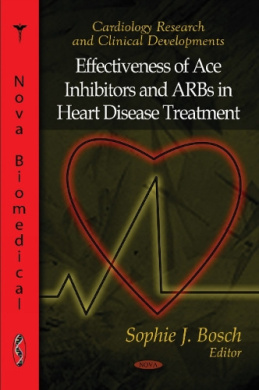 Cardiology Research
and Clinical Developments
Effectiveness of Ace
Inhibitors and ARBs in
Heart Disease Treatment
Nova Biomedical
Sophie J. Bosch
Editor
NOVA